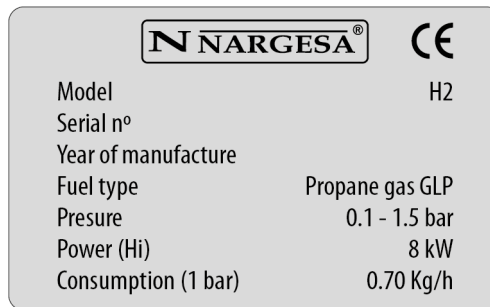 N NARGESA® CE
Model H2
Serial nº
Year of manufacture
Fuel type Propane gas GLP
Presure 0.1 - 1.5 bar
Power (Hi) 8 kW
Consumption (1 bar) 0.70 Kg/h